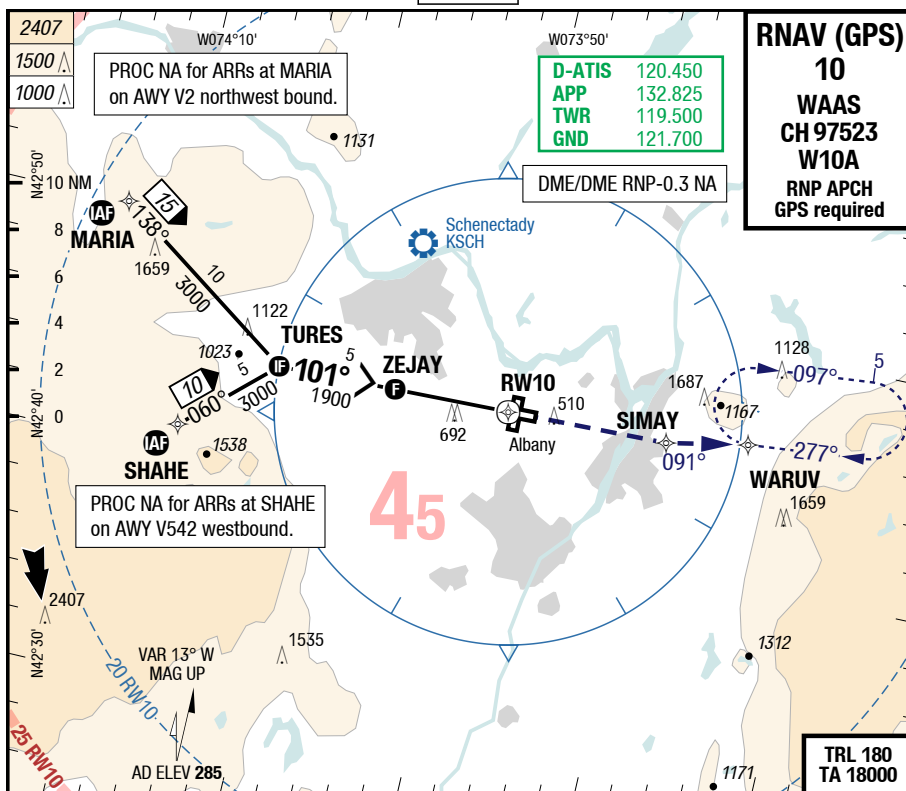 2407
1500
1000
W074°10'
W073°50'
PROC NA for ARRs at MARIA
on AWY V2 northwest bound.
D-ATIS 120.450
APP 132.825
TWR 119.500
GND 121.700
RNAV (GPS)
10
WAAS
CH 97523
W10A
RNP APCH
GPS required
DME/DME RNP-0.3 NA
1131
N42°50'
10 NM
8
6
4
2
0
IAF
MARIA
138°
15
1659
10
3000
Schenectady
KSCH
1122
TURES
IF
1023
5
10
060°
3000
101°
5
1900
ZEJAY
F
RW10
Albany
692
510
SIMAY
091°
1687
1167
1128
097°
5
277°
WARUV
1659
N42°40'
IAF
SHAHE
1538
PROC NA for ARRs at SHAHE
on AWY V542 westbound.
45
2407
N42°30'
VAR 13° W
MAG UP
1535
20 RW10
25 RW10
AD ELEV 285
1312
1171
TRL 180
TA 18000